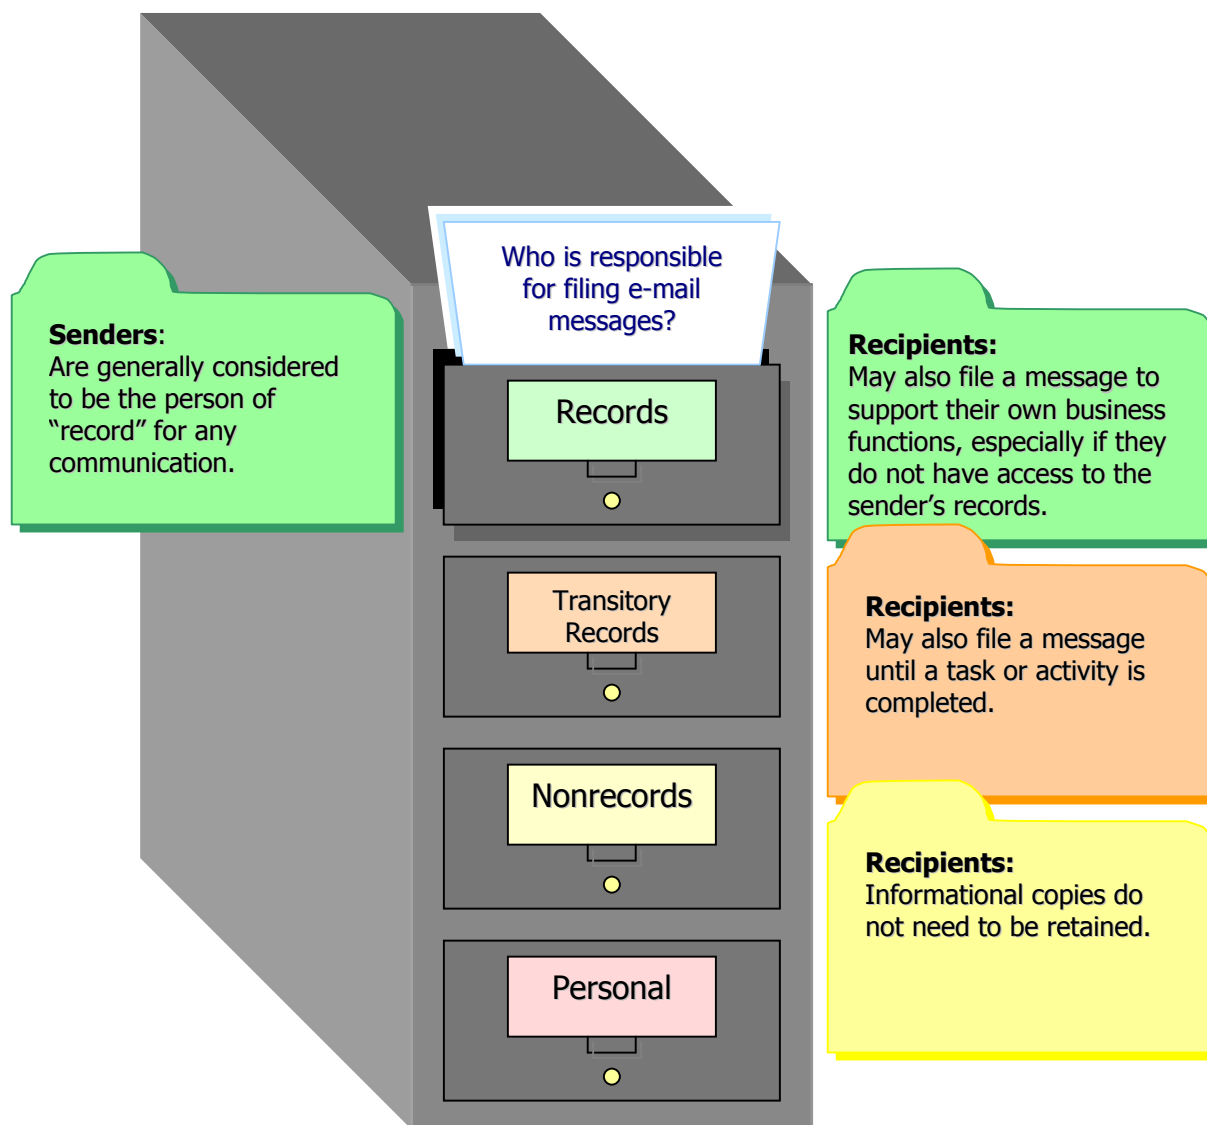 Who is responsible
for filing e-mail
messages?
Senders:
Are generally considered
to be the person of
“record” for any
communication.
Records
Recipients:
May also file a message to
support their own business
functions, especially if they
do not have access to the
sender’s records.
Transitory
Records
Recipients:
May also file a message
until a task or activity is
completed.
Nonrecords
Recipients:
Informational copies do
not need to be retained.
Personal